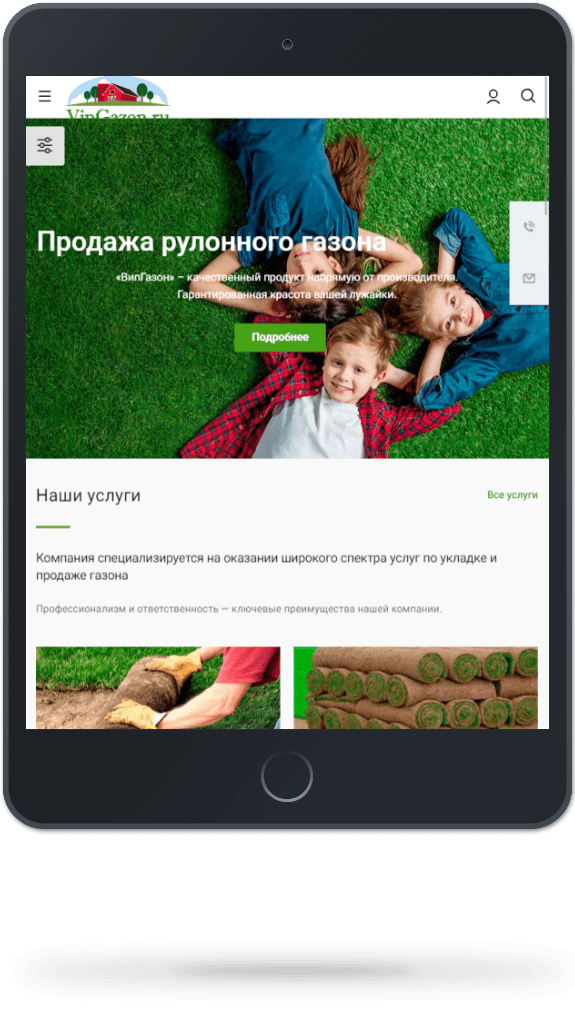 VipGazon.ru
Продажа рулонного газона
«ВипГазон» – качественный продукт напрямую от производителя.
Гарантированная красота вашей лужайки.
Подробнее
Наши услуги
Все услуги
Компания специализируется на оказании широкого спектра услуг по укладке и
продаже газона
Профессионализм и ответственность — ключевые преимущества нашей компании.